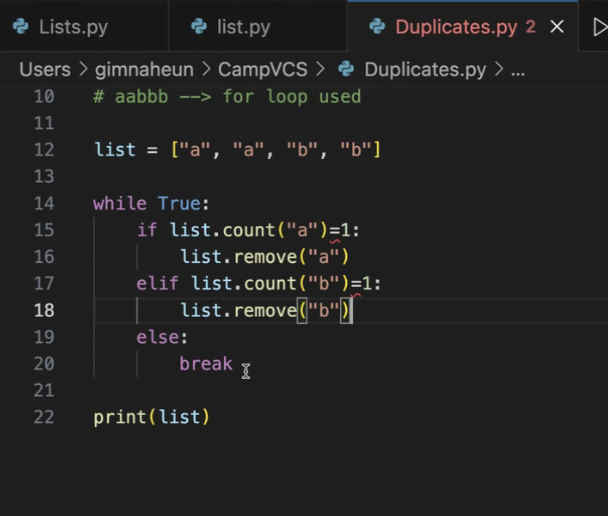 Lists.py list.py Duplicates.py 2
Users > gimnaheun > CampVCS > Duplicates.py > ...
10 # aabbb --> for loop used
11
12 list = ["a", "a", "b", "b"]
13
14 while True:
15 if list.count("a")=1:
16 list.remove("a")
17 elif list.count("b")=1:
18 list.remove("b")
19 else:
20 break
21
22 print(list)